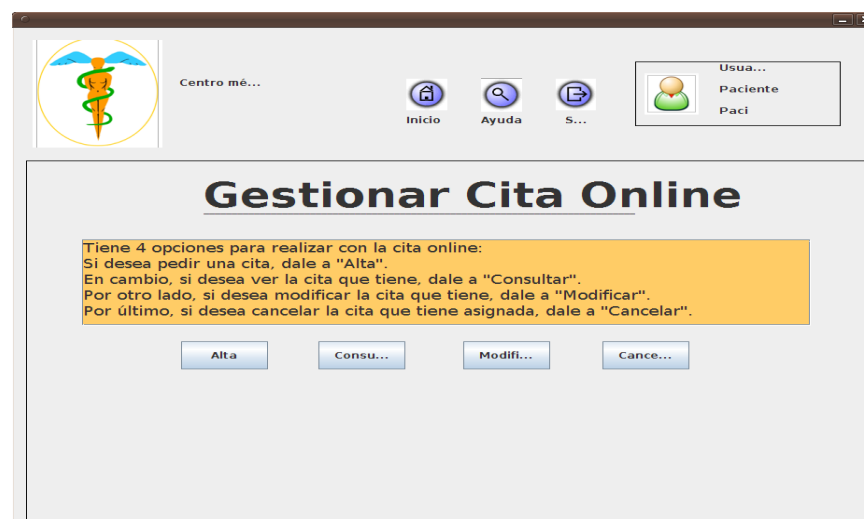 Centro mé...
Inicio
Ayuda
S...
Usua...
Paciente
Paci
Gestionar Cita Online
Tiene 4 opciones para realizar con la cita online:
Si desea pedir una cita, dale a "Alta".
En cambio, si desea ver la cita que tiene, dale a "Consultar".
Por otro lado, si desea modificar la cita que tiene, dale a "Modificar".
Por último, si desea cancelar la cita que tiene asignada, dale a "Cancelar".
Alta
Consu...
Modifi...
Cance...